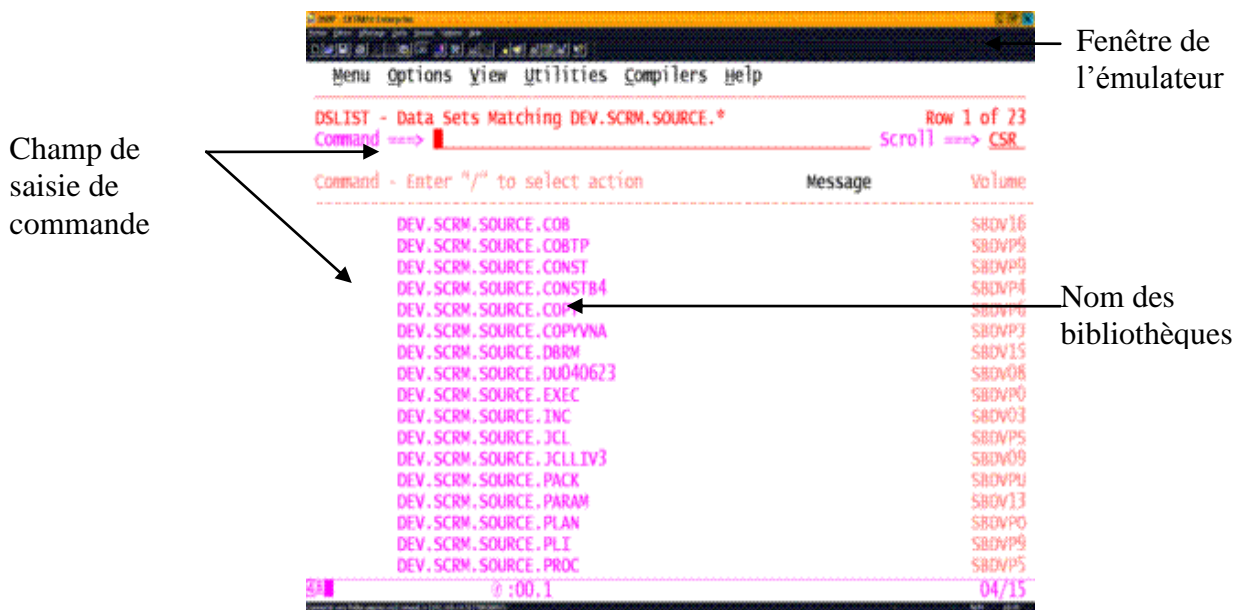 Fenêtre de
l'émulateur
Menu Options View Utilities Compilers Help
DSLIST - Data Sets Matching DEV.SCRM.SOURCE.* Row 1 of 23
Command ===> Scroll ===> CSR
Champ de
saisie de
commande
Command - Enter "/" to select action Message Volume
DEV.SCRM.SOURCE.COB SBDV16
DEV.SCRM.SOURCE.COBTP SBDVP9
DEV.SCRM.SOURCE.CONST SBDVP9
DEV.SCRM.SOURCE.CONSTB4 SBDVP4
DEV.SCRM.SOURCE.COPY SBDVP6
Nom des
bibliothèques
DEV.SCRM.SOURCE.COPYVNA
DEV.SCRM.SOURCE.DBRM SBDV15
DEV.SCRM.SOURCE.DU040623 SBDV08
DEV.SCRM.SOURCE.EXEC SBDVP0
DEV.SCRM.SOURCE.INC SBDV03
DEV.SCRM.SOURCE.JCL SBDVPS
DEV.SCRM.SOURCE.JCLLIV3 SBDV09
DEV.SCRM.SOURCE.PACK SBDVPU
DEV.SCRM.SOURCE.PARAM SBDV13
DEV.SCRM.SOURCE.PLAN SBDVPO
DEV.SCRM.SOURCE.PLI SBDVP9
DEV.SCRM.SOURCE.PROC SBDVP5
:00.1 04/15